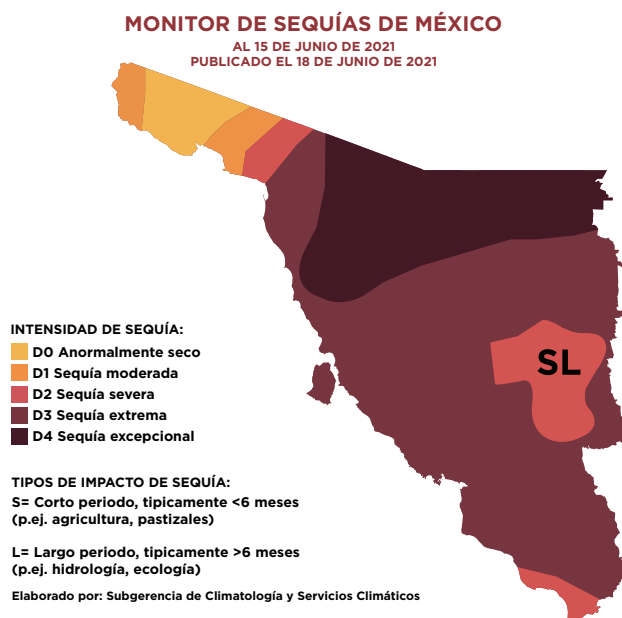 MONITOR DE SEQUÍAS DE MÉXICO
AL 15 DE JUNIO DE 2021
PUBLICADO EL 18 DE JUNIO DE 2021
SL
INTENSIDAD DE SEQUÍA:
D0 Anormalmente seco
D1 Sequía moderada
D2 Sequía severa
D3 Sequía extrema
D4 Sequía excepcional
TIPOS DE IMPACTO DE SEQUÍA:
S= Corto periodo, tipicamente <6 meses
(p.ej. agricultura, pastizales)
L= Largo periodo, tipicamente >6 meses
(p.ej. hidrología, ecología)
Elaborado por: Subgerencia de Climatología y Servicios Climáticos